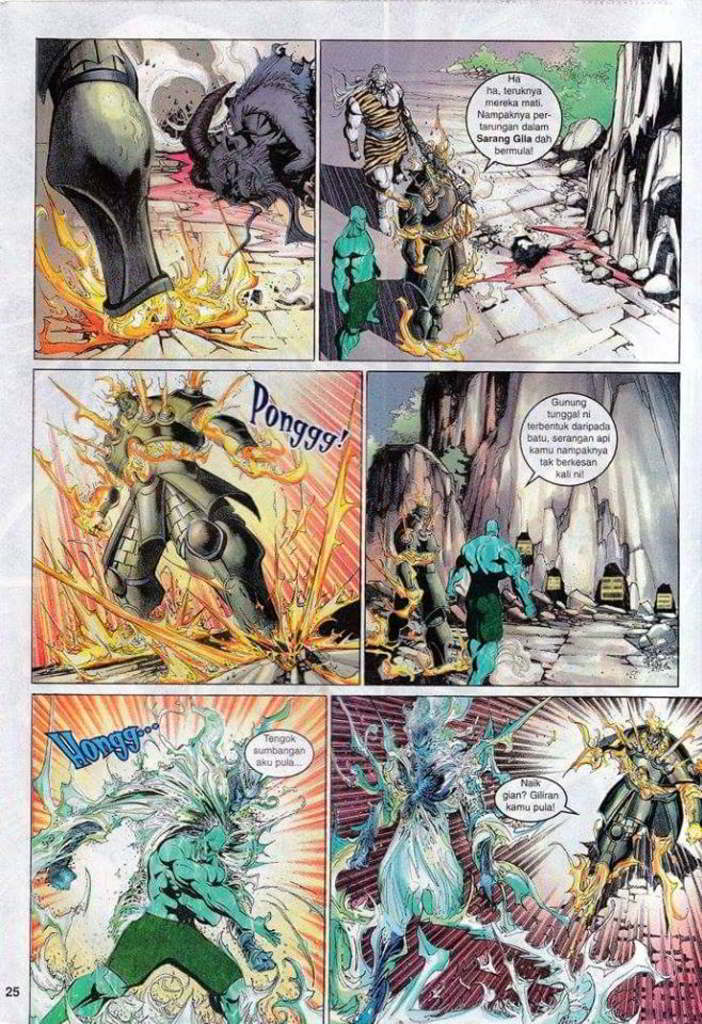 Ha
ha, teruknya
mereka mati.
Nampaknya per-
tarungan dalam
Sarang Gila dah
bermula!
Ponggg!
Gunung
tunggal ni
terbentuk daripada
batu, serangan api
kamu nampaknya
tak berkesan
kali ni!
Hongg...
Tengok
sumbangan
aku pula...
Naik
gian? Giliran
kamu pula!
25